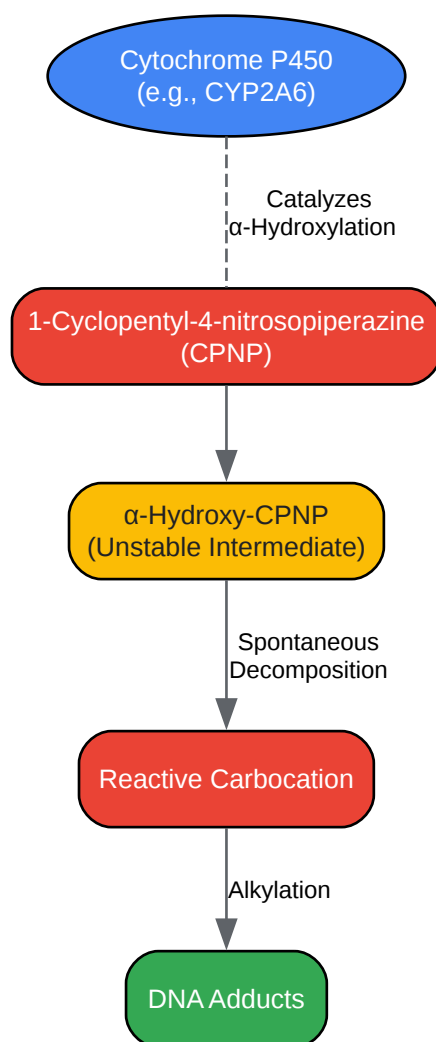 Cytochrome P450
(e.g., CYP2A6)
Catalyzes
α-Hydroxylation
1-Cyclopentyl-4-nitrosopiperazine
(CPNP)
α-Hydroxy-CPNP
(Unstable Intermediate)
Spontaneous
Decomposition
Reactive Carbocation
Alkylation
DNA Adducts